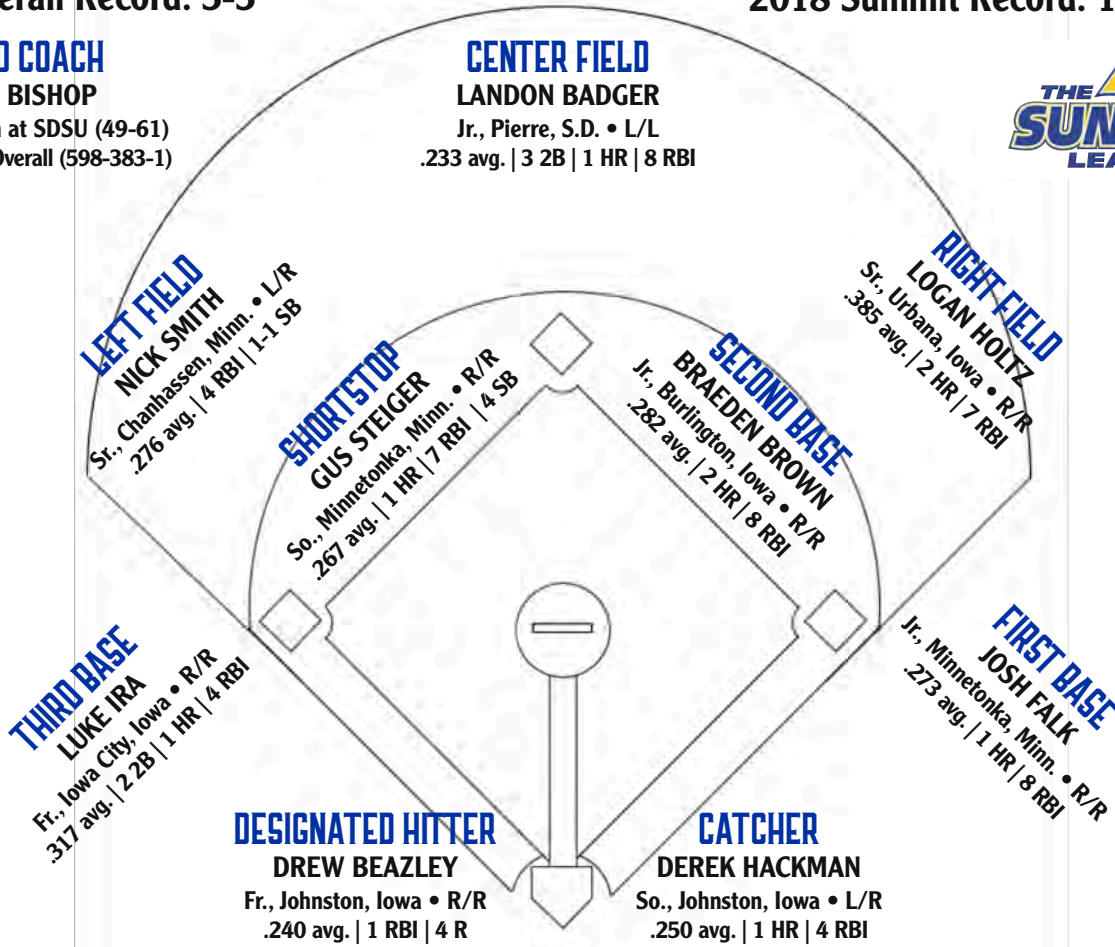 erall Record: 5-5
2018 Summit Record: 1
D COACH
BISHOP
at SDSU (49-61)
Overall (598-383-1)
CENTER FIELD
LANDON BADGER
Jr., Pierre, S.D. • L/L
.233 avg. | 3 2B | 1 HR | 8 RBI
THE
SUM
LEA
LEFT FIELD
NICK SMITH
Sr., Chanhassen, Minn. • L/R
.276 avg. | 4 RBI | 1-1 SB
RIGHT FIELD
LOGAN HOLTZ
Sr., Urbana, Iowa • R/R
.385 avg. | 2 HR | 7 RBI
SHORTSTOP
GUS STEIGER
So., Minnetonka, Minn. • R/R
.267 avg. | 1 HR | 7 RBI | 4 SB
SECOND BASE
BRAEDEN BROWN
Jr., Burlington, Iowa • R/R
.282 avg. | 2 HR | 8 RBI
THIRD BASE
LUKE IRA
Fr., Iowa City, Iowa • R/R
.317 avg. | 2 2B | 1 HR | 4 RBI
FIRST BASE
JOSH FALK
Jr., Minnetonka, Minn. • R/R
.273 avg. | 1 HR | 8 RBI
DESIGNATED HITTER
DREW BEAZLEY
Fr., Johnston, Iowa • R/R
.240 avg. | 1 RBI | 4 R
CATCHER
DEREK HACKMAN
So., Johnston, Iowa • L/R
.250 avg. | 1 HR | 4 RBI